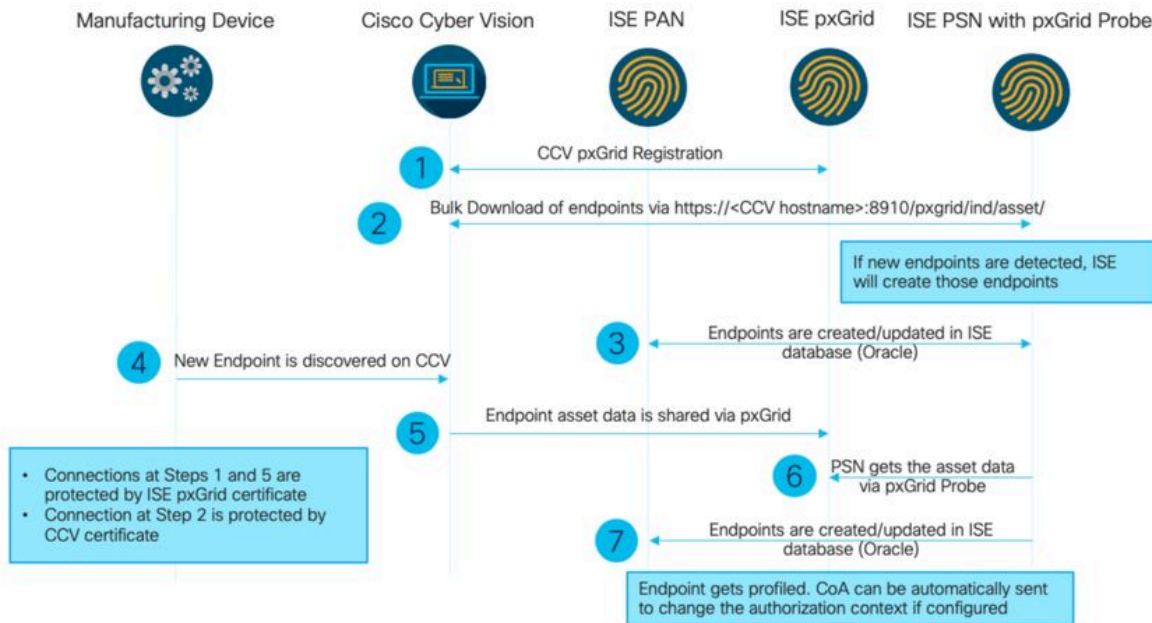 Manufacturing Device
Cisco Cyber Vision
ISE PAN
ISE pxGrid
ISE PSN with pxGrid Probe
1
CCV pxGrid Registration
2
Bulk Download of endpoints via https://<CCV hostname>:8910/pxgrid/ind/asset/
If new endpoints are detected, ISE
will create those endpoints
3
Endpoints are created/updated in ISE
database (Oracle)
4
New Endpoint is discovered on CCV
5
Endpoint asset data is shared via pxGrid
• Connections at Steps 1 and 5 are
protected by ISE pxGrid certificate
• Connection at Step 2 is protected by
CCV certificate
6
PSN gets the asset data
via pxGrid Probe
7
Endpoints are created/updated in ISE
database (Oracle)
Endpoint gets profiled. CoA can be automatically sent
to change the authorization context if configured